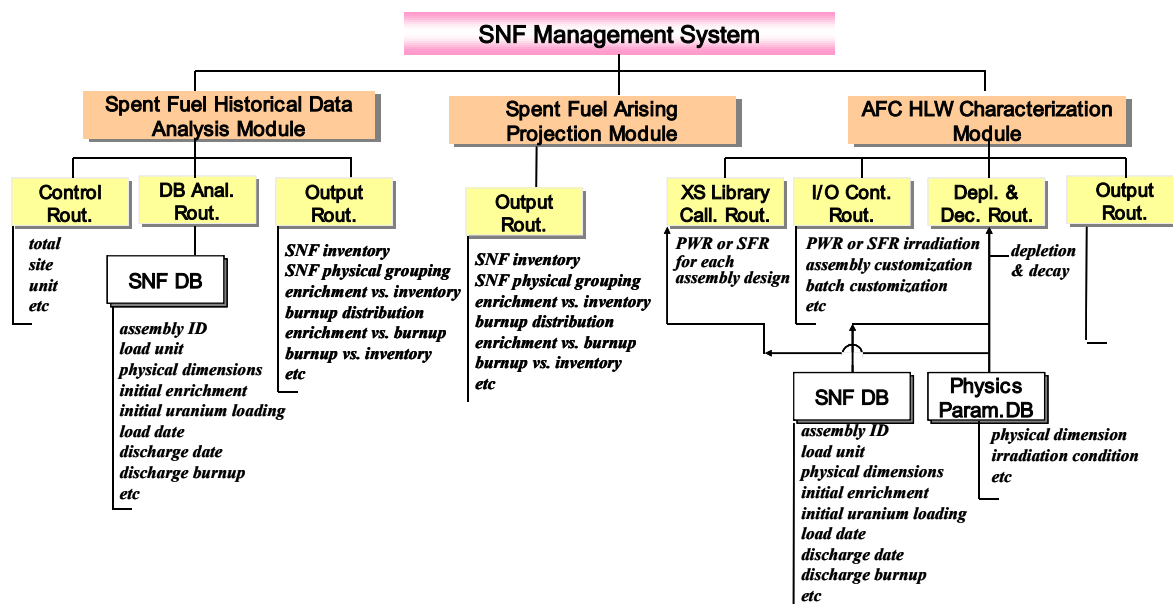 SNF Management System
Spent Fuel Historical Data
Analysis Module
Spent Fuel Arising
Projection Module
AFC HLW Characterization
Module
Control
Rout.
total
site
unit
etc
DB Anal.
Rout.
SNF DB
assembly ID
load unit
physical dimensions
initial enrichment
initial uranium loading
load date
discharge date
discharge burnup
etc
Output
Rout.
SNF inventory
SNF physical grouping
enrichment vs. inventory
burnup distribution
enrichment vs. burnup
burnup vs. inventory
etc
Output
Rout.
SNF inventory
SNF physical grouping
enrichment vs. inventory
burnup distribution
enrichment vs. burnup
burnup vs. inventory
etc
XS Library
Call. Rout.
PWR or SFR
for each
assembly design
I/O Cont.
Rout.
PWR or SFR irradiation
assembly customization
batch customization
etc
Depl. &
Dec. Rout.
depletion
& decay
Output
Rout.
SNF DB
assembly ID
load unit
physical dimensions
initial enrichment
initial uranium loading
load date
discharge date
discharge burnup
etc
Physics
Param.DB
physical dimension
irradiation condition
etc